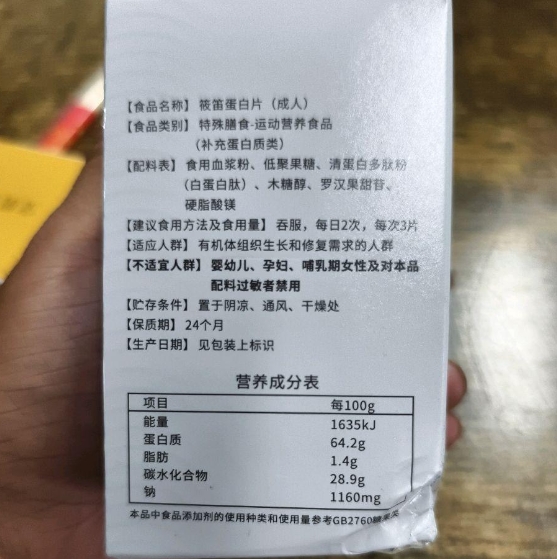 【食品名称】 筱笛蛋白片（成人）
【食品类别】 特殊膳食-运动营养食品
（补充蛋白质类）
【配料表】 食用血浆粉、低聚果糖、清蛋白多肽粉
（白蛋白肽）、木糖醇、罗汉果甜苷、
硬脂酸镁
【建议食用方法及食用量】 吞服，每日2次，每次3片
【适应人群】 有机体组织生长和修复需求的人群
【不适宜人群】 婴幼儿、孕妇、哺乳期女性及对本品
配料过敏者禁用
【贮存条件】 置于阴凉、通风、干燥处
【保质期】 24个月
【生产日期】 见包装上标识
营养成分表
项目 每100g
能量 1635kJ
蛋白质 64.2g
脂肪 1.4g
碳水化合物 28.9g
钠 1160mg
本品中食品添加剂的使用种类和使用量参考GB2760